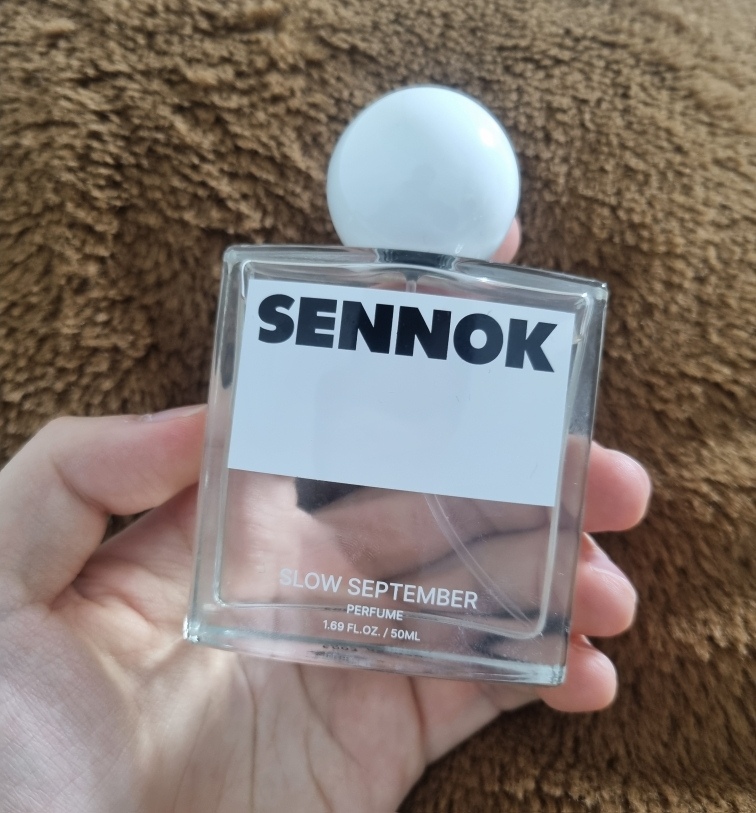 SENNOK
SLOW SEPTEMBER
PERFUME
1.69 FL.OZ. / 50ML